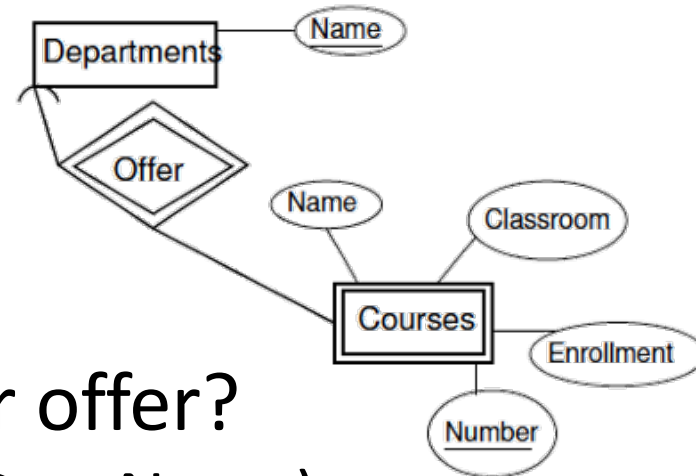 Name
Departments
Offer
Name
Classroom
Courses
Enrollment
r offer?
Number